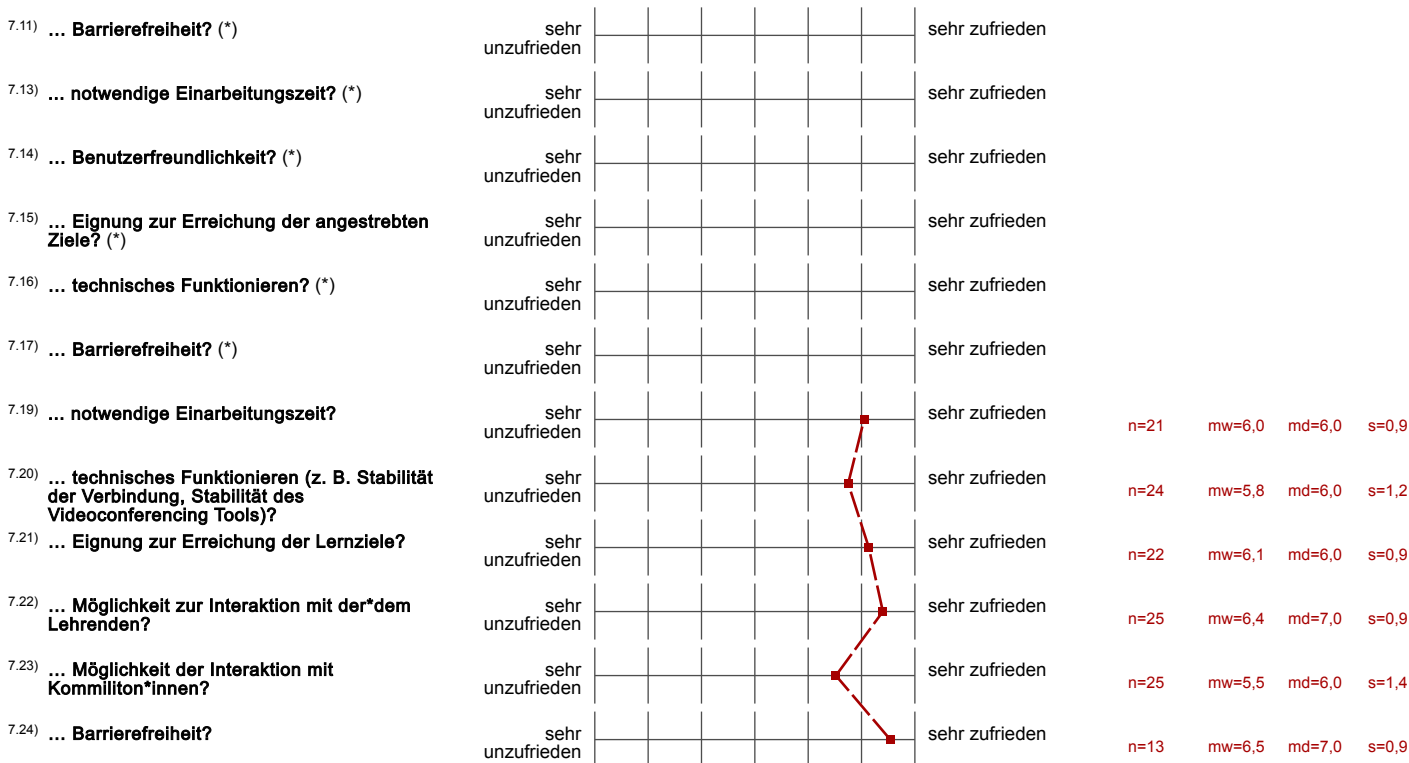 7.11) ... Barrierefreiheit? (*) sehr unzufrieden sehr zufrieden
7.13) ... notwendige Einarbeitungszeit? (*) sehr unzufrieden sehr zufrieden
7.14) ... Benutzerfreundlichkeit? (*) sehr unzufrieden sehr zufrieden
7.15) ... Eignung zur Erreichung der angestrebten
Ziele? (*) sehr unzufrieden sehr zufrieden
7.16) ... technisches Funktionieren? (*) sehr unzufrieden sehr zufrieden
7.17) ... Barrierefreiheit? (*) sehr unzufrieden sehr zufrieden
7.19) ... notwendige Einarbeitungszeit? sehr unzufrieden sehr zufrieden n=21 mw=6,0 md=6,0 s=0,9
7.20) ... technisches Funktionieren (z. B. Stabilität
der Verbindung, Stabilität des
Videoconferencing Tools)? sehr unzufrieden sehr zufrieden n=24 mw=5,8 md=6,0 s=1,2
7.21) ... Eignung zur Erreichung der Lernziele? sehr unzufrieden sehr zufrieden n=22 mw=6,1 md=6,0 s=0,9
7.22) ... Möglichkeit zur Interaktion mit der*dem
Lehrenden? sehr unzufrieden sehr zufrieden n=25 mw=6,4 md=7,0 s=0,9
7.23) ... Möglichkeit der Interaktion mit
Kommiliton*innen? sehr unzufrieden sehr zufrieden n=25 mw=5,5 md=6,0 s=1,4
7.24) ... Barrierefreiheit? sehr unzufrieden sehr zufrieden n=13 mw=6,5 md=7,0 s=0,9